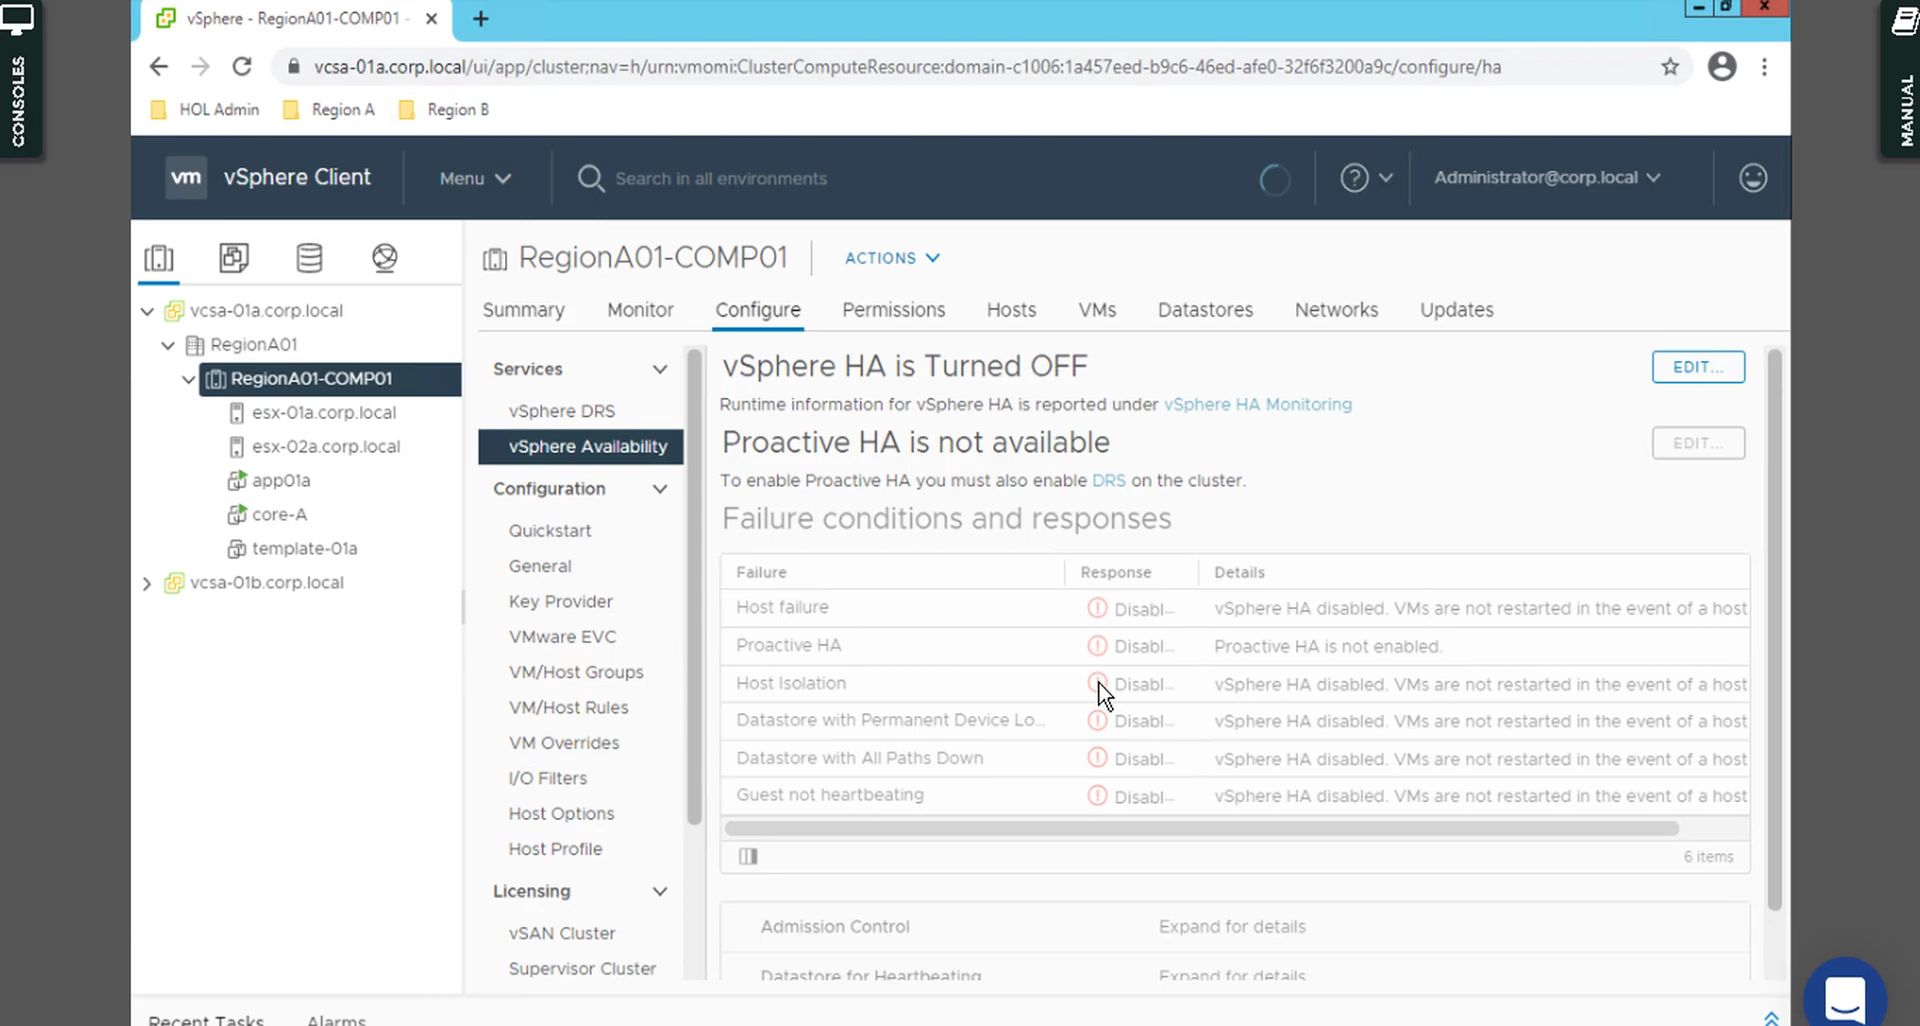 CONSOLES
MANUAL
vSphere - RegionA01-COMP01 -
vcsa-01a.corp.local/ui/app/cluster;nav=h/urn:vmomi:ClusterComputeResource:domain-c1006:1a457eed-b9c6-46ed-afe0-32f6f3200a9c/configure/ha
HOL Admin Region A Region B
vm vSphere Client Menu Search in all environments Administrator@corp.local
vcsa-01a.corp.local
RegionA01
RegionA01-COMP01
esx-01a.corp.local
esx-02a.corp.local
app01a
core-A
template-01a
vcsa-01b.corp.local
RegionA01-COMP01 ACTIONS
Summary Monitor Configure Permissions Hosts VMs Datastores Networks Updates
Services
vSphere DRS
vSphere Availability
Configuration
Quickstart
General
Key Provider
VMware EVC
VM/Host Groups
VM/Host Rules
VM Overrides
I/O Filters
Host Options
Host Profile
Licensing
vSAN Cluster
Supervisor Cluster
vSphere HA is Turned OFF EDIT...
Runtime information for vSphere HA is reported under vSphere HA Monitoring
Proactive HA is not available EDIT...
To enable Proactive HA you must also enable DRS on the cluster.
Failure conditions and responses
Failure Response Details
Host failure Disabl... vSphere HA disabled. VMs are not restarted in the event of a host
Proactive HA Disabl... Proactive HA is not enabled.
Host Isolation Disabl... vSphere HA disabled. VMs are not restarted in the event of a host
Datastore with Permanent Device Lo... Disabl... vSphere HA disabled. VMs are not restarted in the event of a host
Datastore with All Paths Down Disabl... vSphere HA disabled. VMs are not restarted in the event of a host
Guest not heartbeating Disabl... vSphere HA disabled. VMs are not restarted in the event of a host
6 items
Admission Control Expand for details
Datastore for Heartbeating Expand for details
Recent Tasks Alarms